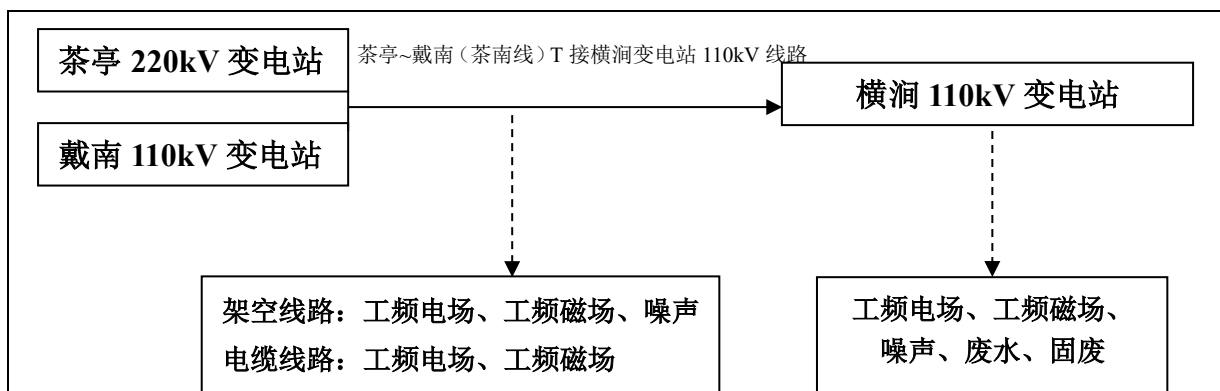 茶亭 220kV 变电站
茶亭~戴南（茶南线）T 接横涧变电站 110kV 线路
横涧 110kV 变电站
戴南 110kV 变电站
架空线路：工频电场、工频磁场、噪声
电缆线路：工频电场、工频磁场
工频电场、工频磁场、
噪声、废水、固废